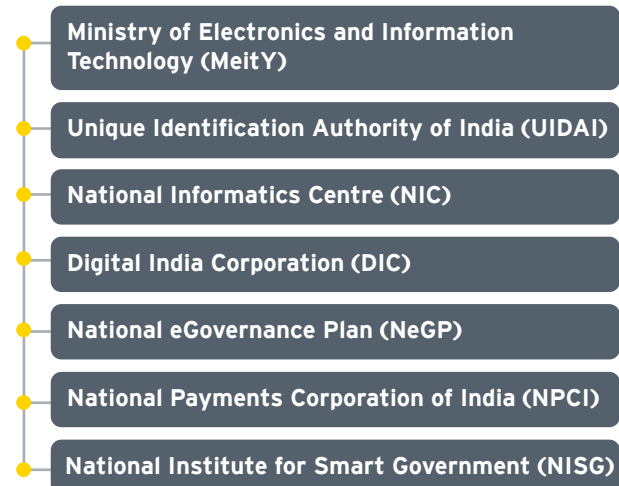 Ministry of Electronics and Information
Technology (MeitY)
Unique Identification Authority of India (UIDAI)
National Informatics Centre (NIC)
Digital India Corporation (DIC)
National eGovernance Plan (NeGP)
National Payments Corporation of India (NPCI)
National Institute for Smart Government (NISG)